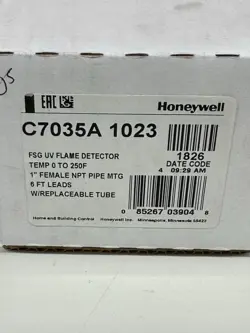 EAC
Honeywell
C7035A 1023
FSG UV FLAME DETECTOR
TEMP 0 TO 250F
1" FEMALE NPT PIPE MTG
6 FT LEADS
W/REPLACEABLE TUBE
1826
DATE CODE
4 09:29 AM
0 85267 03904 8
Home and Building Control Honeywell Inc. Minneapolis, Minnesota 55422